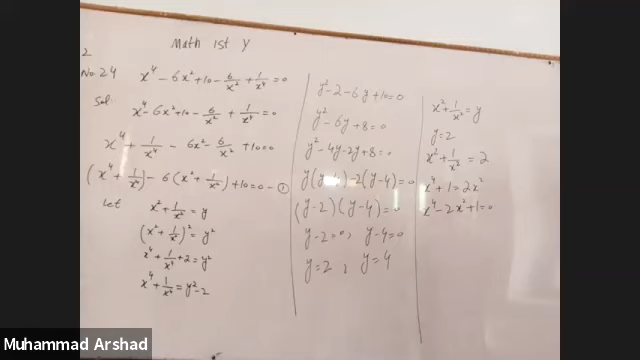 Math 1st Y
2
No 24 x⁴ - 6x² + 10 - 6/x² + 1/x⁴ = 0
Sol
x⁴ - 6x² + 10 - 6/x² + 1/x⁴ = 0
x⁴ + 1/x⁴ - 6x² - 6/x² + 10 = 0
(x⁴ + 1/x⁴) - 6(x² + 1/x²) + 10 = 0 - ①
Let x² + 1/x² = y
(x² + 1/x²)² = y²
x⁴ + 1/x⁴ + 2 = y²
x⁴ + 1/x⁴ = y² - 2
y² - 2 - 6y + 10 = 0
y² - 6y + 8 = 0
y² - 4y - 2y + 8 = 0
y(y - 4) - 2(y - 4) = 0
(y - 2)(y - 4) = 0
y - 2 = 0, y - 4 = 0
y = 2, y = 4
x² + 1/x² = y
y = 2
x² + 1/x² = 2
x⁴ + 1 = 2x²
x⁴ - 2x² + 1 = 0
Muhammad Arshad